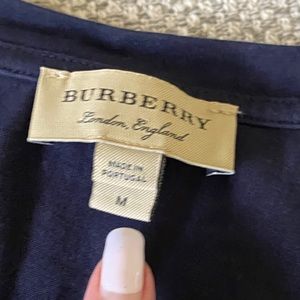 BURBERRY
London, England
MADE IN
PORTUGAL
M